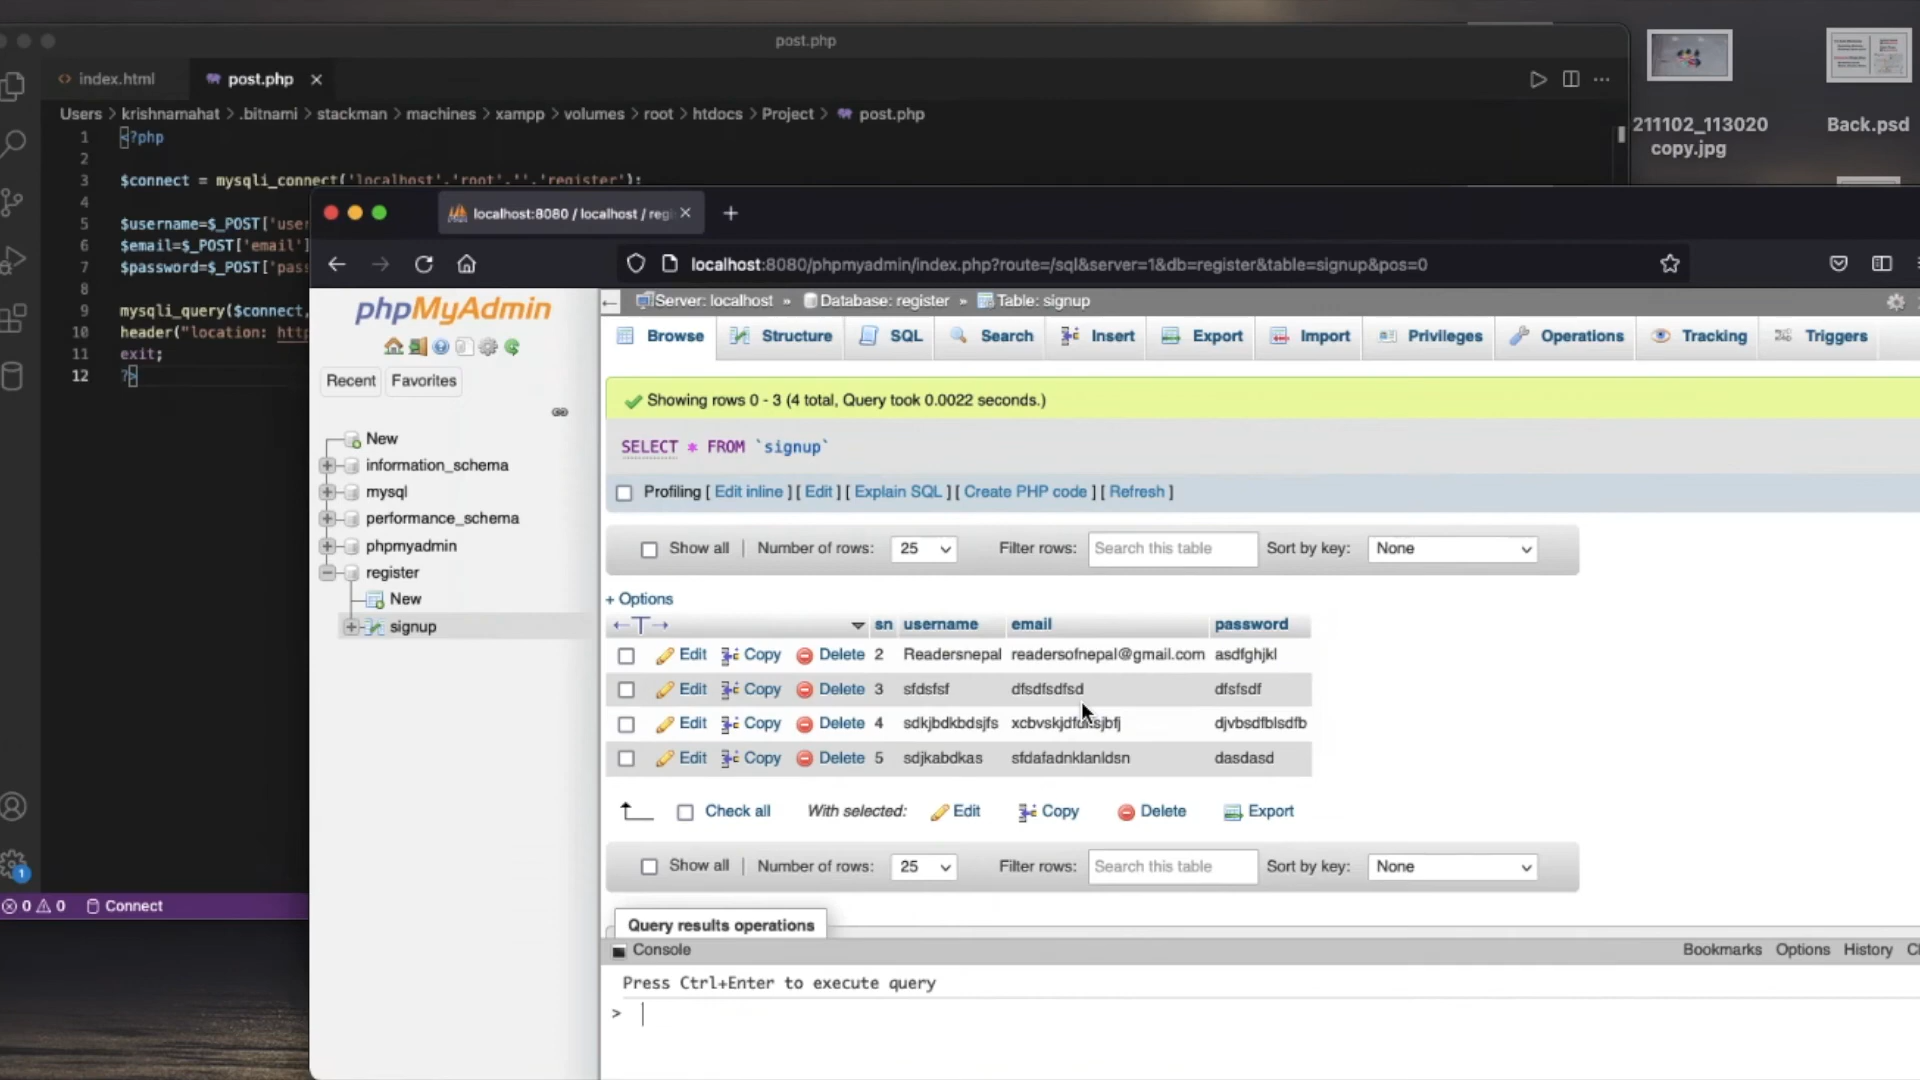 post.php
index.html
post.php
Users > krishnamahat > .bitnami > stackman > machines > xampp > volumes > root > htdocs > Project > post.php
1 <?php
2
3 $connect = mysqli_connect('localhost','root','','register');
4
5 $username=$_POST['user
6 $email=$_POST['email']
7 $password=$_POST['pass
8
9 mysqli_query($connect,
10 header("location: http
11 exit;
12 ?>
1
0 0 Connect
211102_113020
copy.jpg
Back.psd
localhost:8080 / localhost / reg
localhost:8080/phpmyadmin/index.php?route=/sql&server=1&db=register&table=signup&pos=0
phpMyAdmin
Recent Favorites
New
information_schema
mysql
performance_schema
phpmyadmin
register
New
signup
Server: localhost » Database: register » Table: signup
Browse Structure SQL Search Insert Export Import Privileges Operations Tracking Triggers
Showing rows 0 - 3 (4 total, Query took 0.0022 seconds.)
SELECT * FROM `signup`
Profiling [ Edit inline ] [ Edit ] [ Explain SQL ] [ Create PHP code ] [ Refresh ]
Show all | Number of rows: 25 Filter rows: Search this table Sort by key: None
+ Options
←T→ sn username email password
Edit Copy Delete 2 Readersnepal readersofnepal@gmail.com asdfghjkl
Edit Copy Delete 3 sfdsfsf dfsdfsdfsd dfsfsdf
Edit Copy Delete 4 sdkjbdkbdsjfs djvbsdfblsdfb
Edit Copy Delete 5 sdjkabdkas sfdafadnklanldsn dasdasd
Check all With selected: Edit Copy Delete Export
Show all | Number of rows: 25 Filter rows: Search this table Sort by key: None
Query results operations
Console Bookmarks Options History
Press Ctrl+Enter to execute query
>